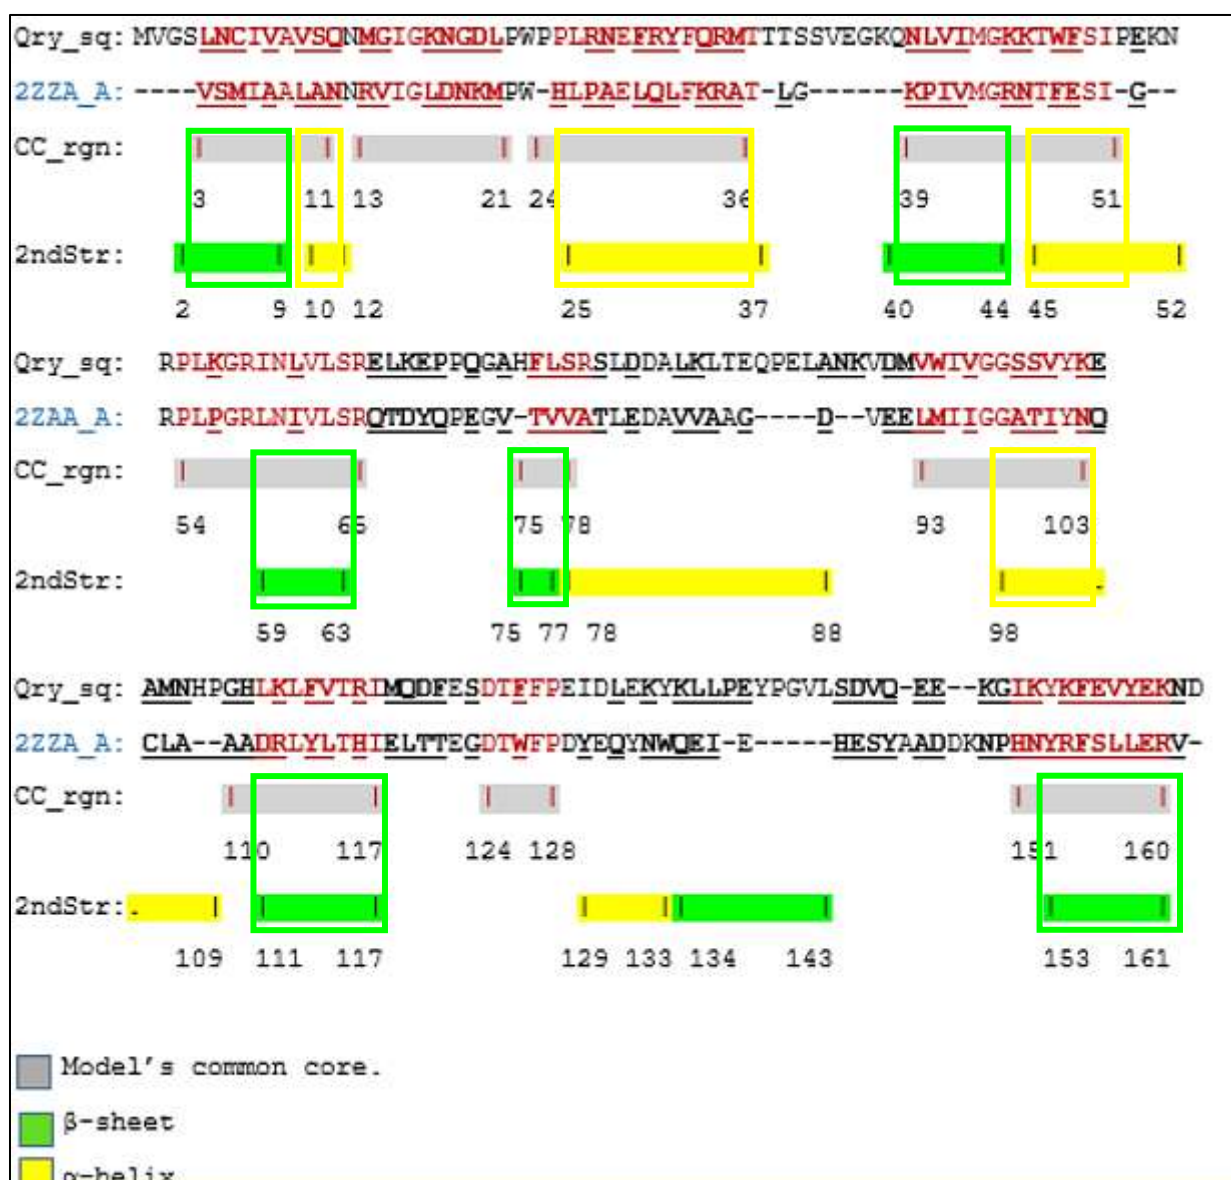 Qry_sq: MVGSLNCIVAVSQNMGIGKNGDLPWPPLRNEFRYFQRMTTTSSVEGKQNLVIMGKKTWFSIPEKN
2ZZA_A: ----VSMIAALANNRVIGLDNKMPW-HLPAELQLFKRAT-LG------KPIVMGRNTFESI-G--
CC_rgn:
3 11 13 21 24 36 39 51
2ndStr:
2 9 10 12 25 37 40 44 45 52
Qry_sq: RPLKGRINLVLSRELKEPPQGAHFLSRSLDDALKLTEQPELANKVDMVWIVGGSSVYKE
2ZAA_A: RPLPGRLNIVLSRQTDYQPEGV-TVVATLEDAVVAAG----D--VEELMIIGGATIYNQ
CC_rgn:
54 65 75 78 93 103
2ndStr:
59 63 75 77 78 88 98
Qry_sq: AMNHPGHLKLFVTRIMQDFESDTFFPEIDLEKYKLLPEYPGVLSDVQ-EE--KGIKYKFEVYEKND
2ZZA_A: CLA--AADRLYLTHIELTTEGDTWFPDYEQYNWQEI-E-----HESYAADDKNPHNYRFSLLERV-
CC_rgn:
110 117 124 128 151 160
2ndStr:
109 111 117 129 133 134 143 153 161
Model's common core.
β-sheet
α-helix